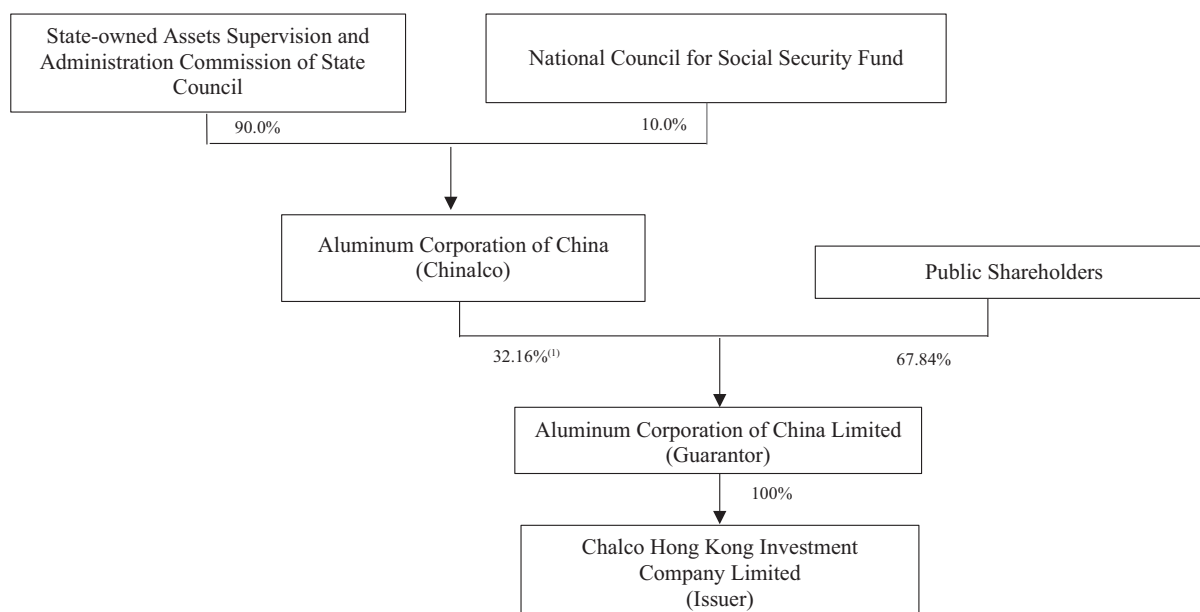 State-owned Assets Supervision and
Administration Commission of State
Council
National Council for Social Security Fund
90.0%
10.0%
Aluminum Corporation of China
(Chinalco)
Public Shareholders
32.16%(1)
67.84%
Aluminum Corporation of China Limited
(Guarantor)
100%
Chalco Hong Kong Investment
Company Limited
(Issuer)